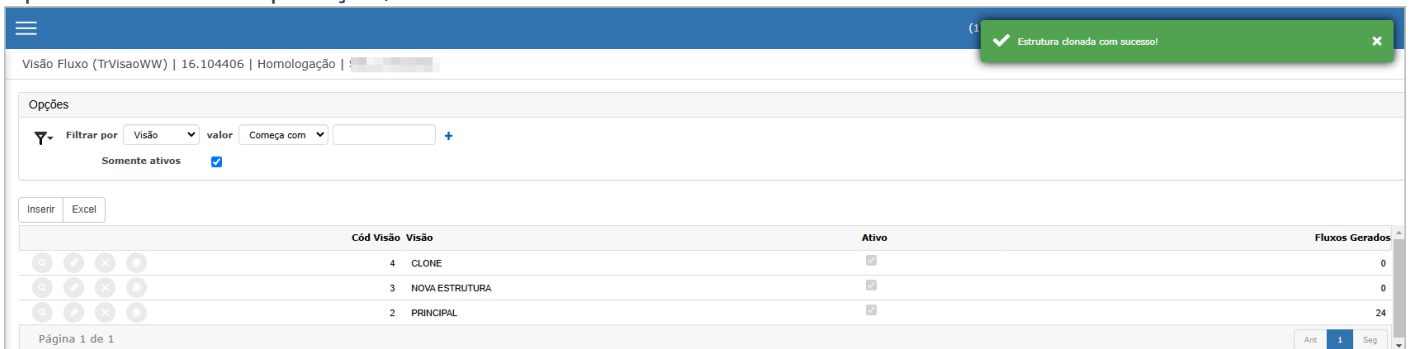 Estrutura clonada com sucesso!
Visão Fluxo (TrVisaoWW) | 16.104406 | Homologação |
Opções
Filtrar por Visão valor Começa com
Somente ativos
Inserir Excel
Cód Visão Visão Ativo Fluxos Gerados
4 CLONE 0
3 NOVA ESTRUTURA 0
2 PRINCIPAL 24
Página 1 de 1 Ant 1 Seg